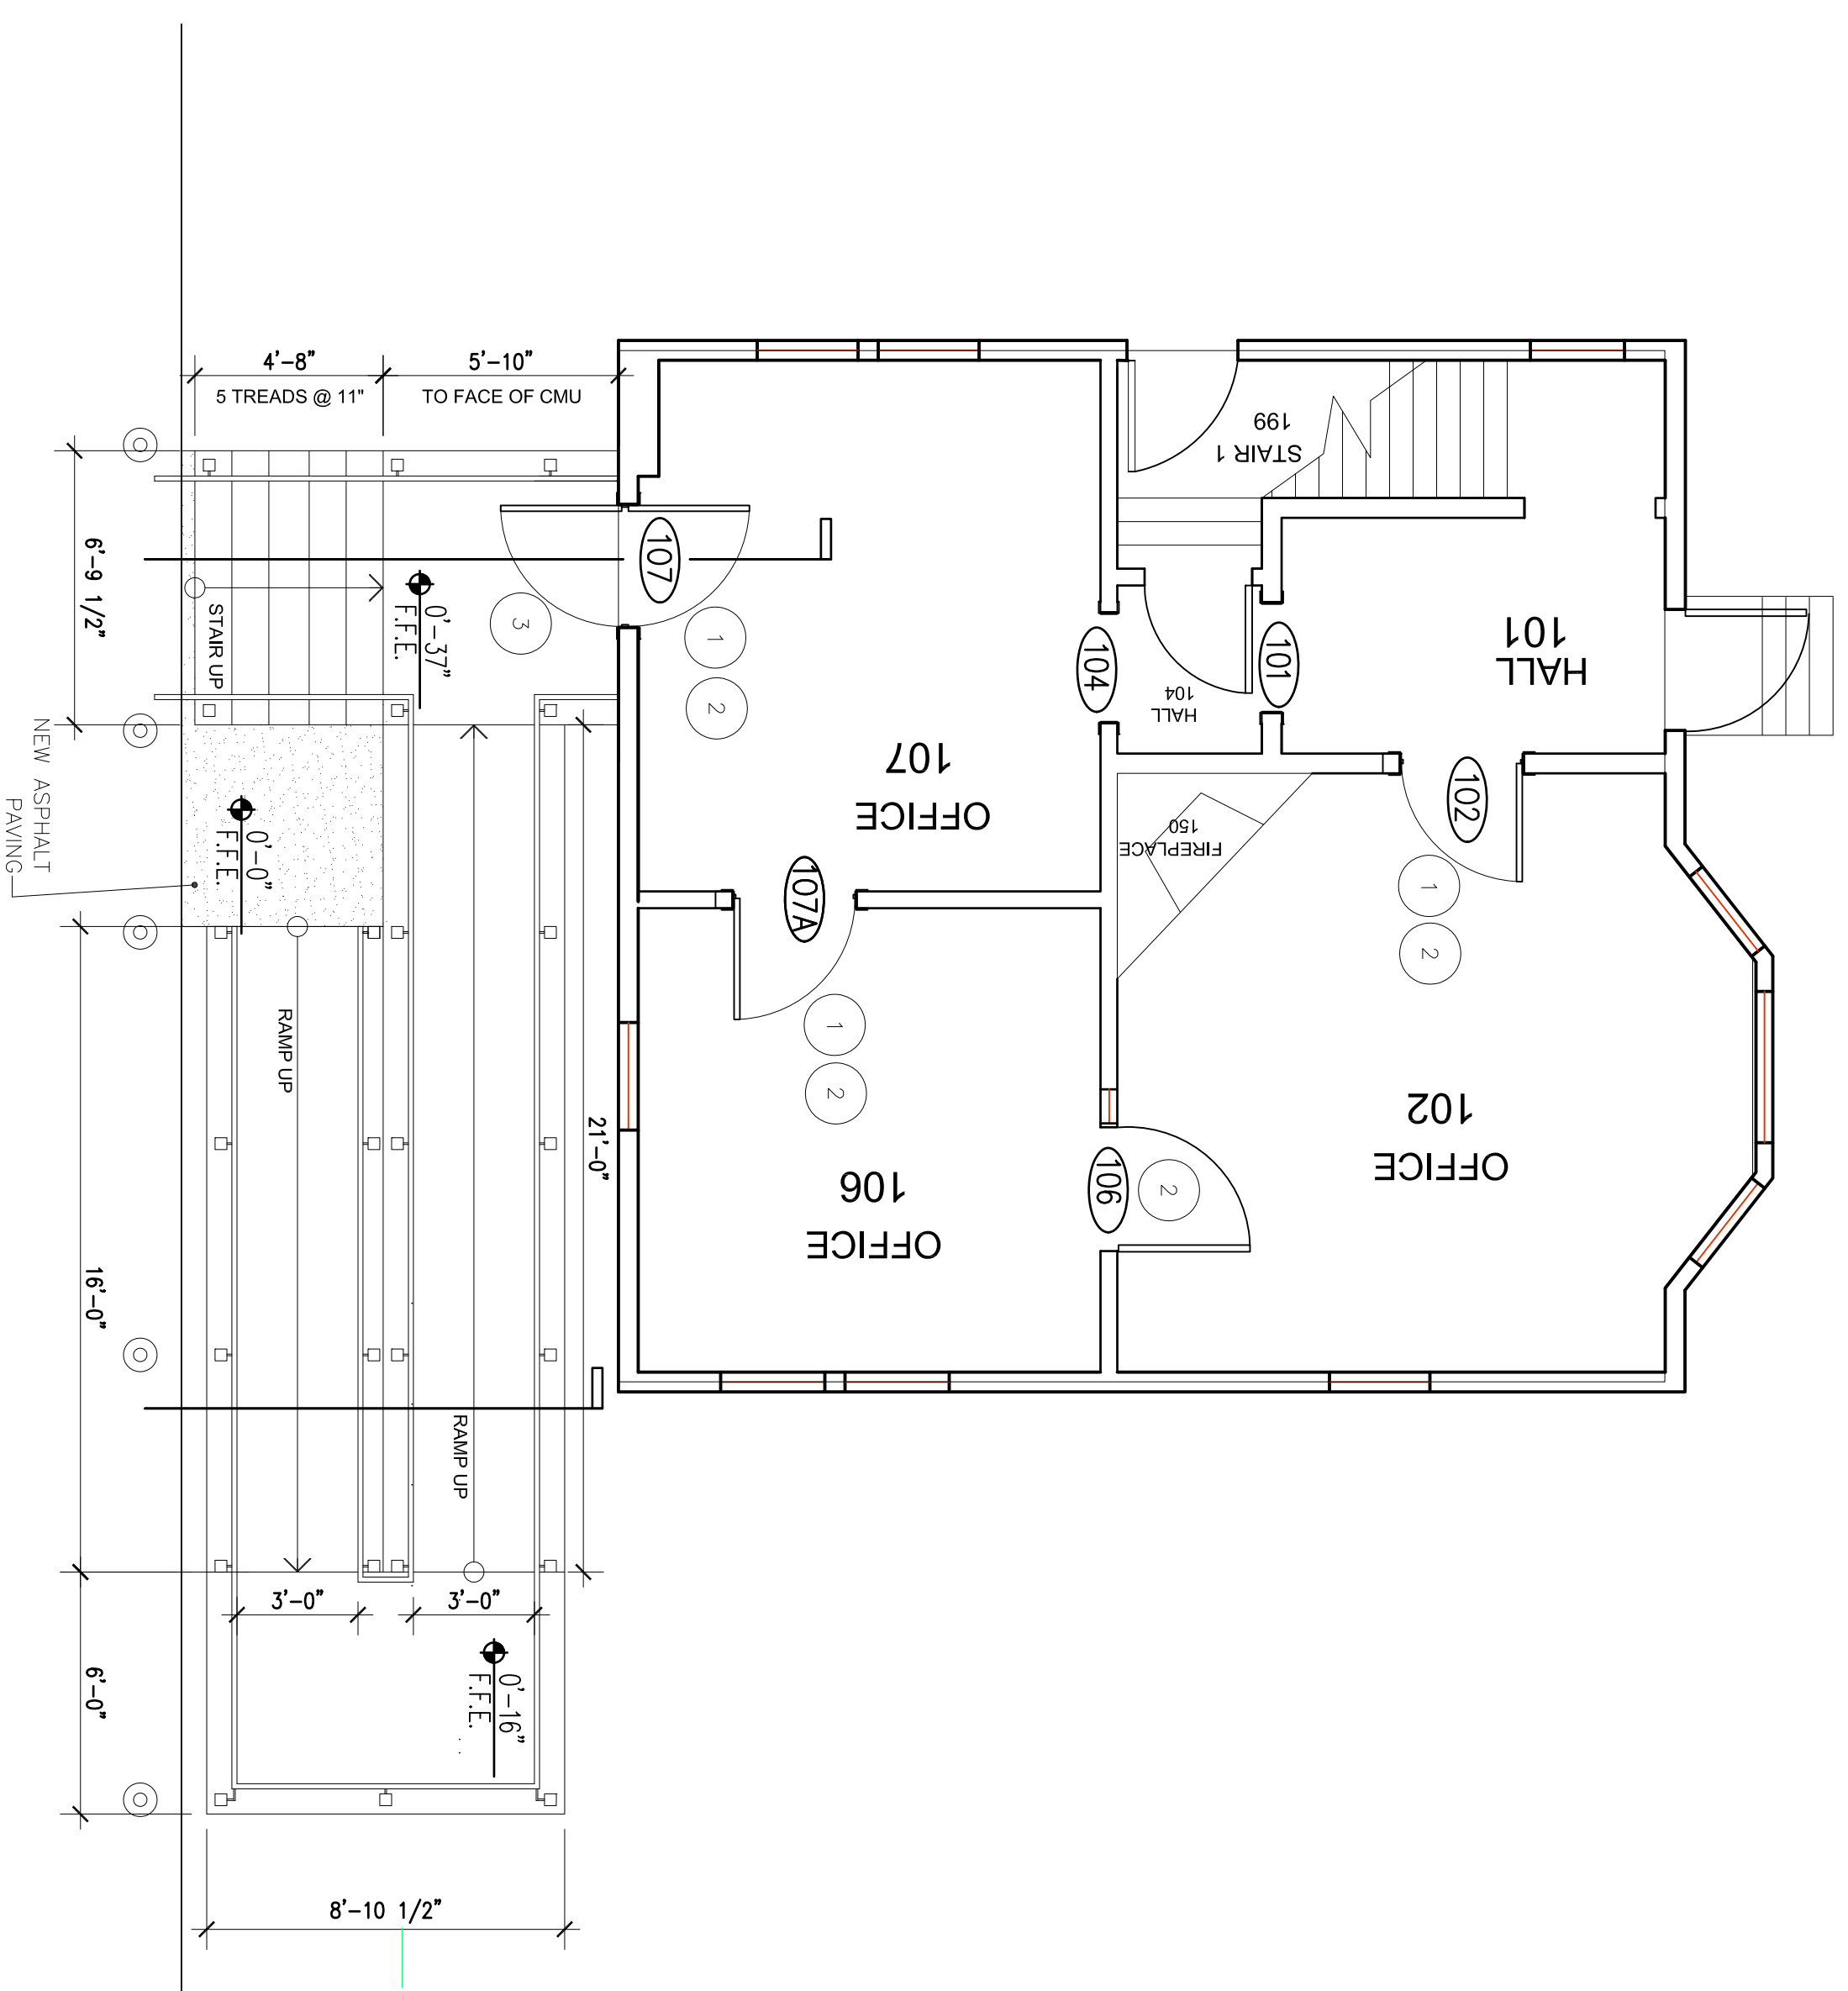 4'-8"
5 TREADS @ 11"
5'-10"
TO FACE OF CMU
6'-9 1/2"
STAIR UP
0'-37"
F.F.E.
3
107
1
2
107
OFFICE
199
STAIR 1
104
101
104
HALL
101
HALL
102
150
FIREPLACE
1
2
102
OFFICE
107A
1
2
106
OFFICE
106
2
NEW ASPHALT
PAVING
0'-0"
F.F.E.
RAMP UP
21'-0"
16'-0"
RAMP UP
3'-0"
3'-0"
0'-16"
F.F.E.
6'-0"
8'-10 1/2"